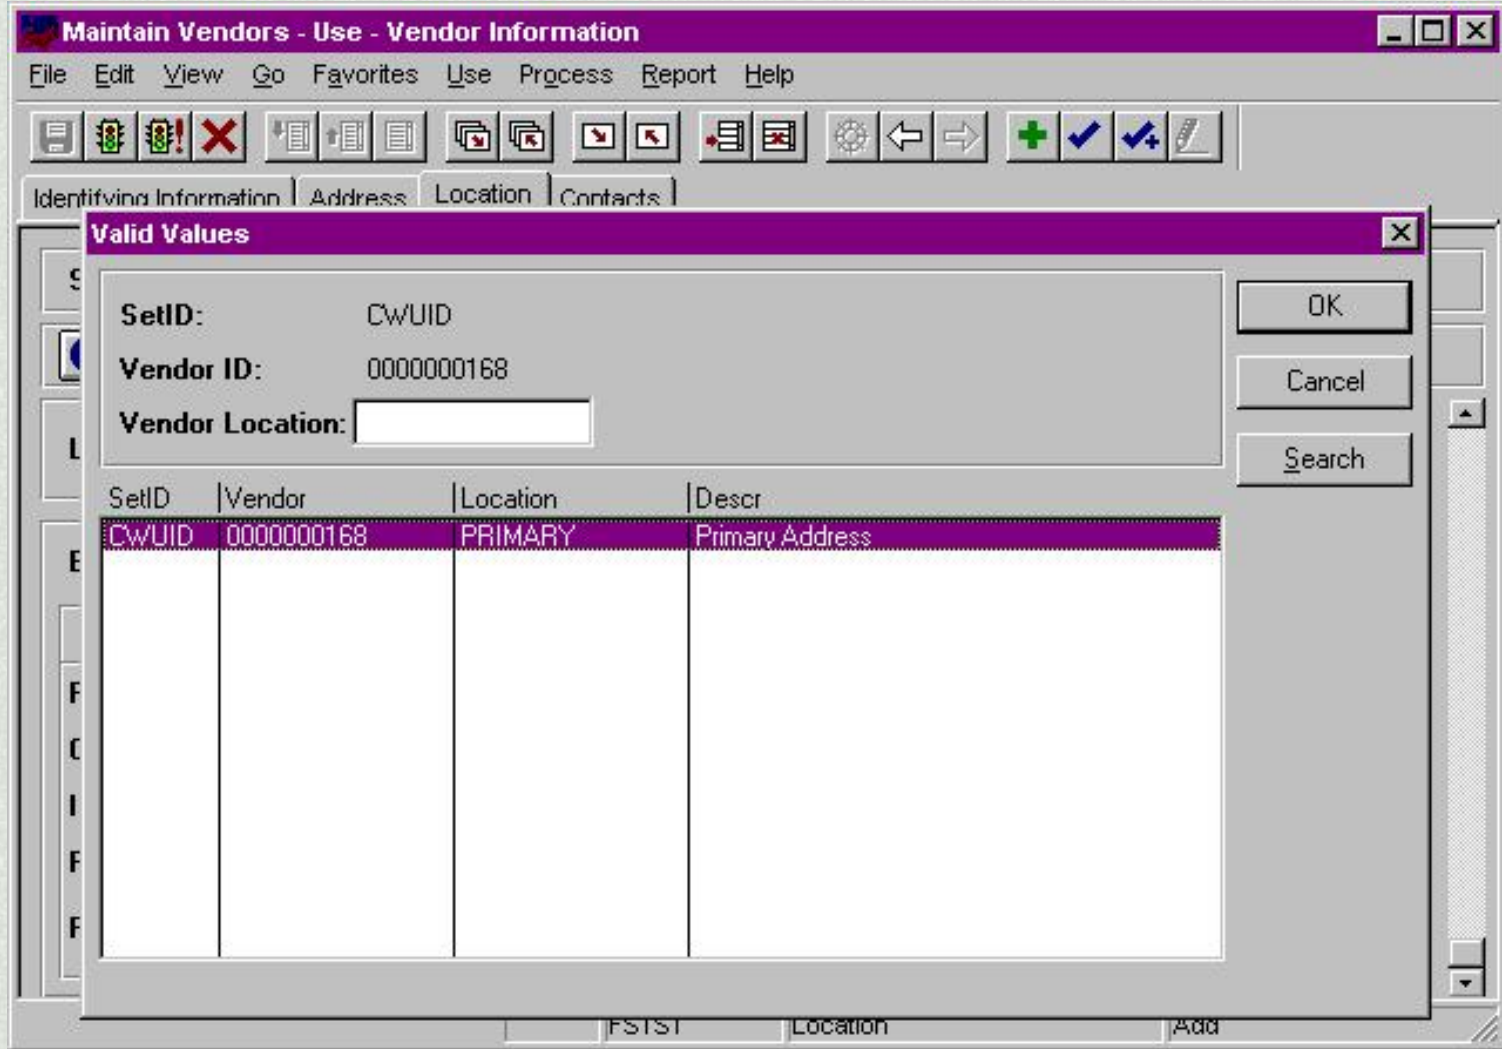 Maintain Vendors - Use - Vendor Information
File Edit View Go Favorites Use Process Report Help
Identifying Information Address Location Contacts
Valid Values
SetID: CWUID
OK
Vendor ID: 0000000168
Cancel
Vendor Location:
Search
SetID Vendor Location Descr
CWUID 0000000168 PRIMARY Primary Address
FSTST Location Add